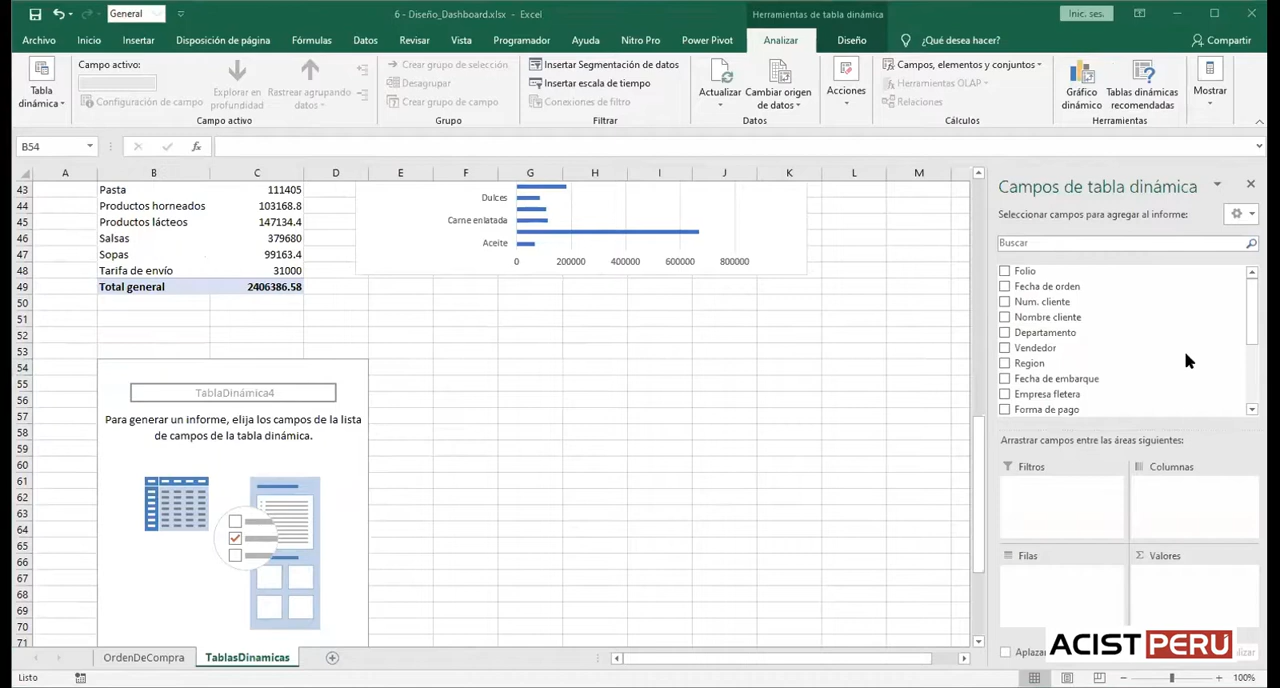 General
6 - Diseño_Dashboard.xlsx - Excel
Herramientas de tabla dinámica
Inic. ses.
Archivo Inicio Insertar Disposición de página Fórmulas Datos Revisar Vista Programador Ayuda Nitro Pro Power Pivot Analizar Diseño ¿Qué desea hacer? Compartir
Tabla
dinámica
Campo activo:
Configuración de campo
Explorar en
profundidad
Rastrear agrupando
datos
Campo activo
Crear grupo de selección
Desagrupar
Crear grupo de campo
Grupo
Insertar Segmentación de datos
Insertar escala de tiempo
Conexiones de filtro
Filtrar
Actualizar
Cambiar origen
de datos
Datos
Acciones
Campos, elementos y conjuntos
Herramientas OLAP
Relaciones
Cálculos
Gráfico
dinámico
Tablas dinámicas
recomendadas
Herramientas
Mostrar
B54
fx
A B C D E F G H I J K L M
43 Pasta 111405
44 Productos horneados 103168.8
45 Productos lácteos 147134.4
46 Salsas 379680
47 Sopas 99163.4
48 Tarifa de envío 31000
49 Total general 2406386.58
50
51
52
53
54
55
56
57
58
59
60
61
62
63
64
65
66
67
68
69
70
71
Dulces
Carne enlatada
Aceite
0 200000 400000 600000 800000
TablaDinámica4
Para generar un informe, elija los campos de la lista
de campos de la tabla dinámica.
Campos de tabla dinámica
Seleccionar campos para agregar al informe:
Buscar
Folio
Fecha de orden
Num. cliente
Nombre cliente
Departamento
Vendedor
Region
Fecha de embarque
Empresa fletera
Forma de pago
Arrastrar campos entre las áreas siguientes:
Filtros
Columnas
Filas
Σ Valores
ACIST PERÚ
OrdenDeCompra TablasDinamicas
Listo
100%